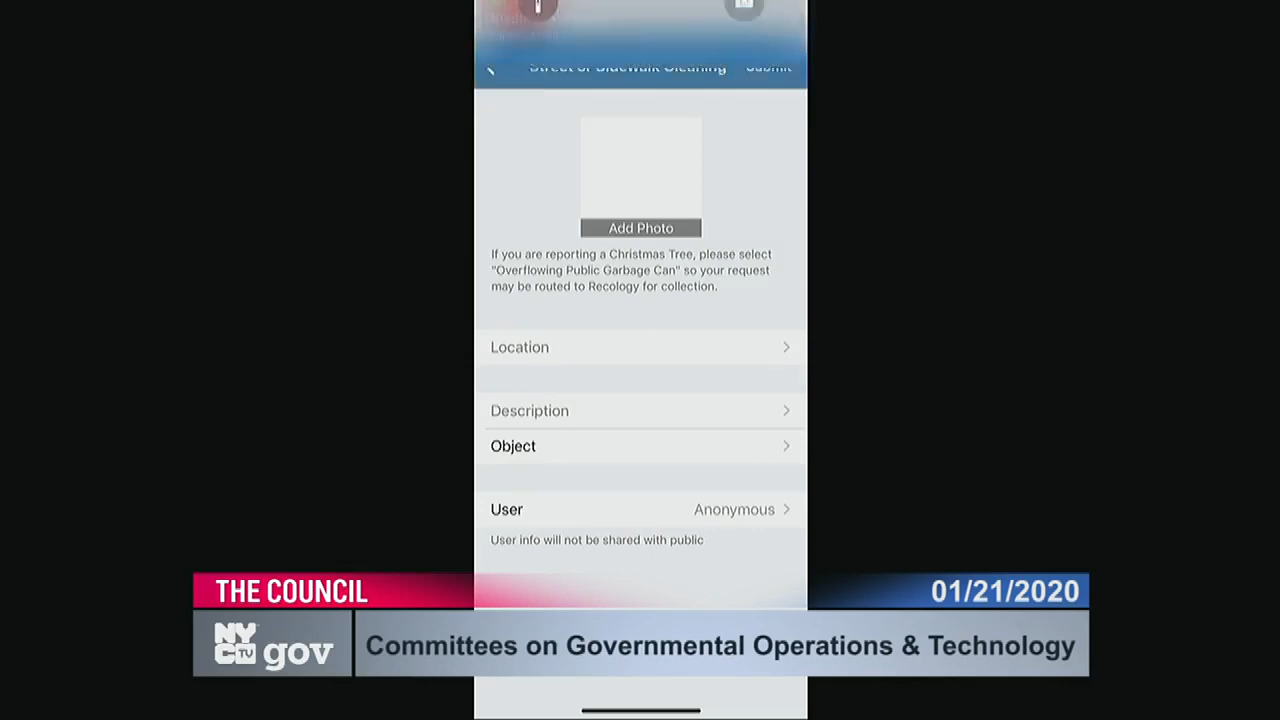 Street or Sidewalk Cleaning
Submit
Add Photo
If you are reporting a Christmas Tree, please select
"Overflowing Public Garbage Can" so your request
may be routed to Recology for collection.
Location
Description
Object
User
Anonymous
User info will not be shared with public
THE COUNCIL
01/21/2020
NYC TV gov
Committees on Governmental Operations & Technology